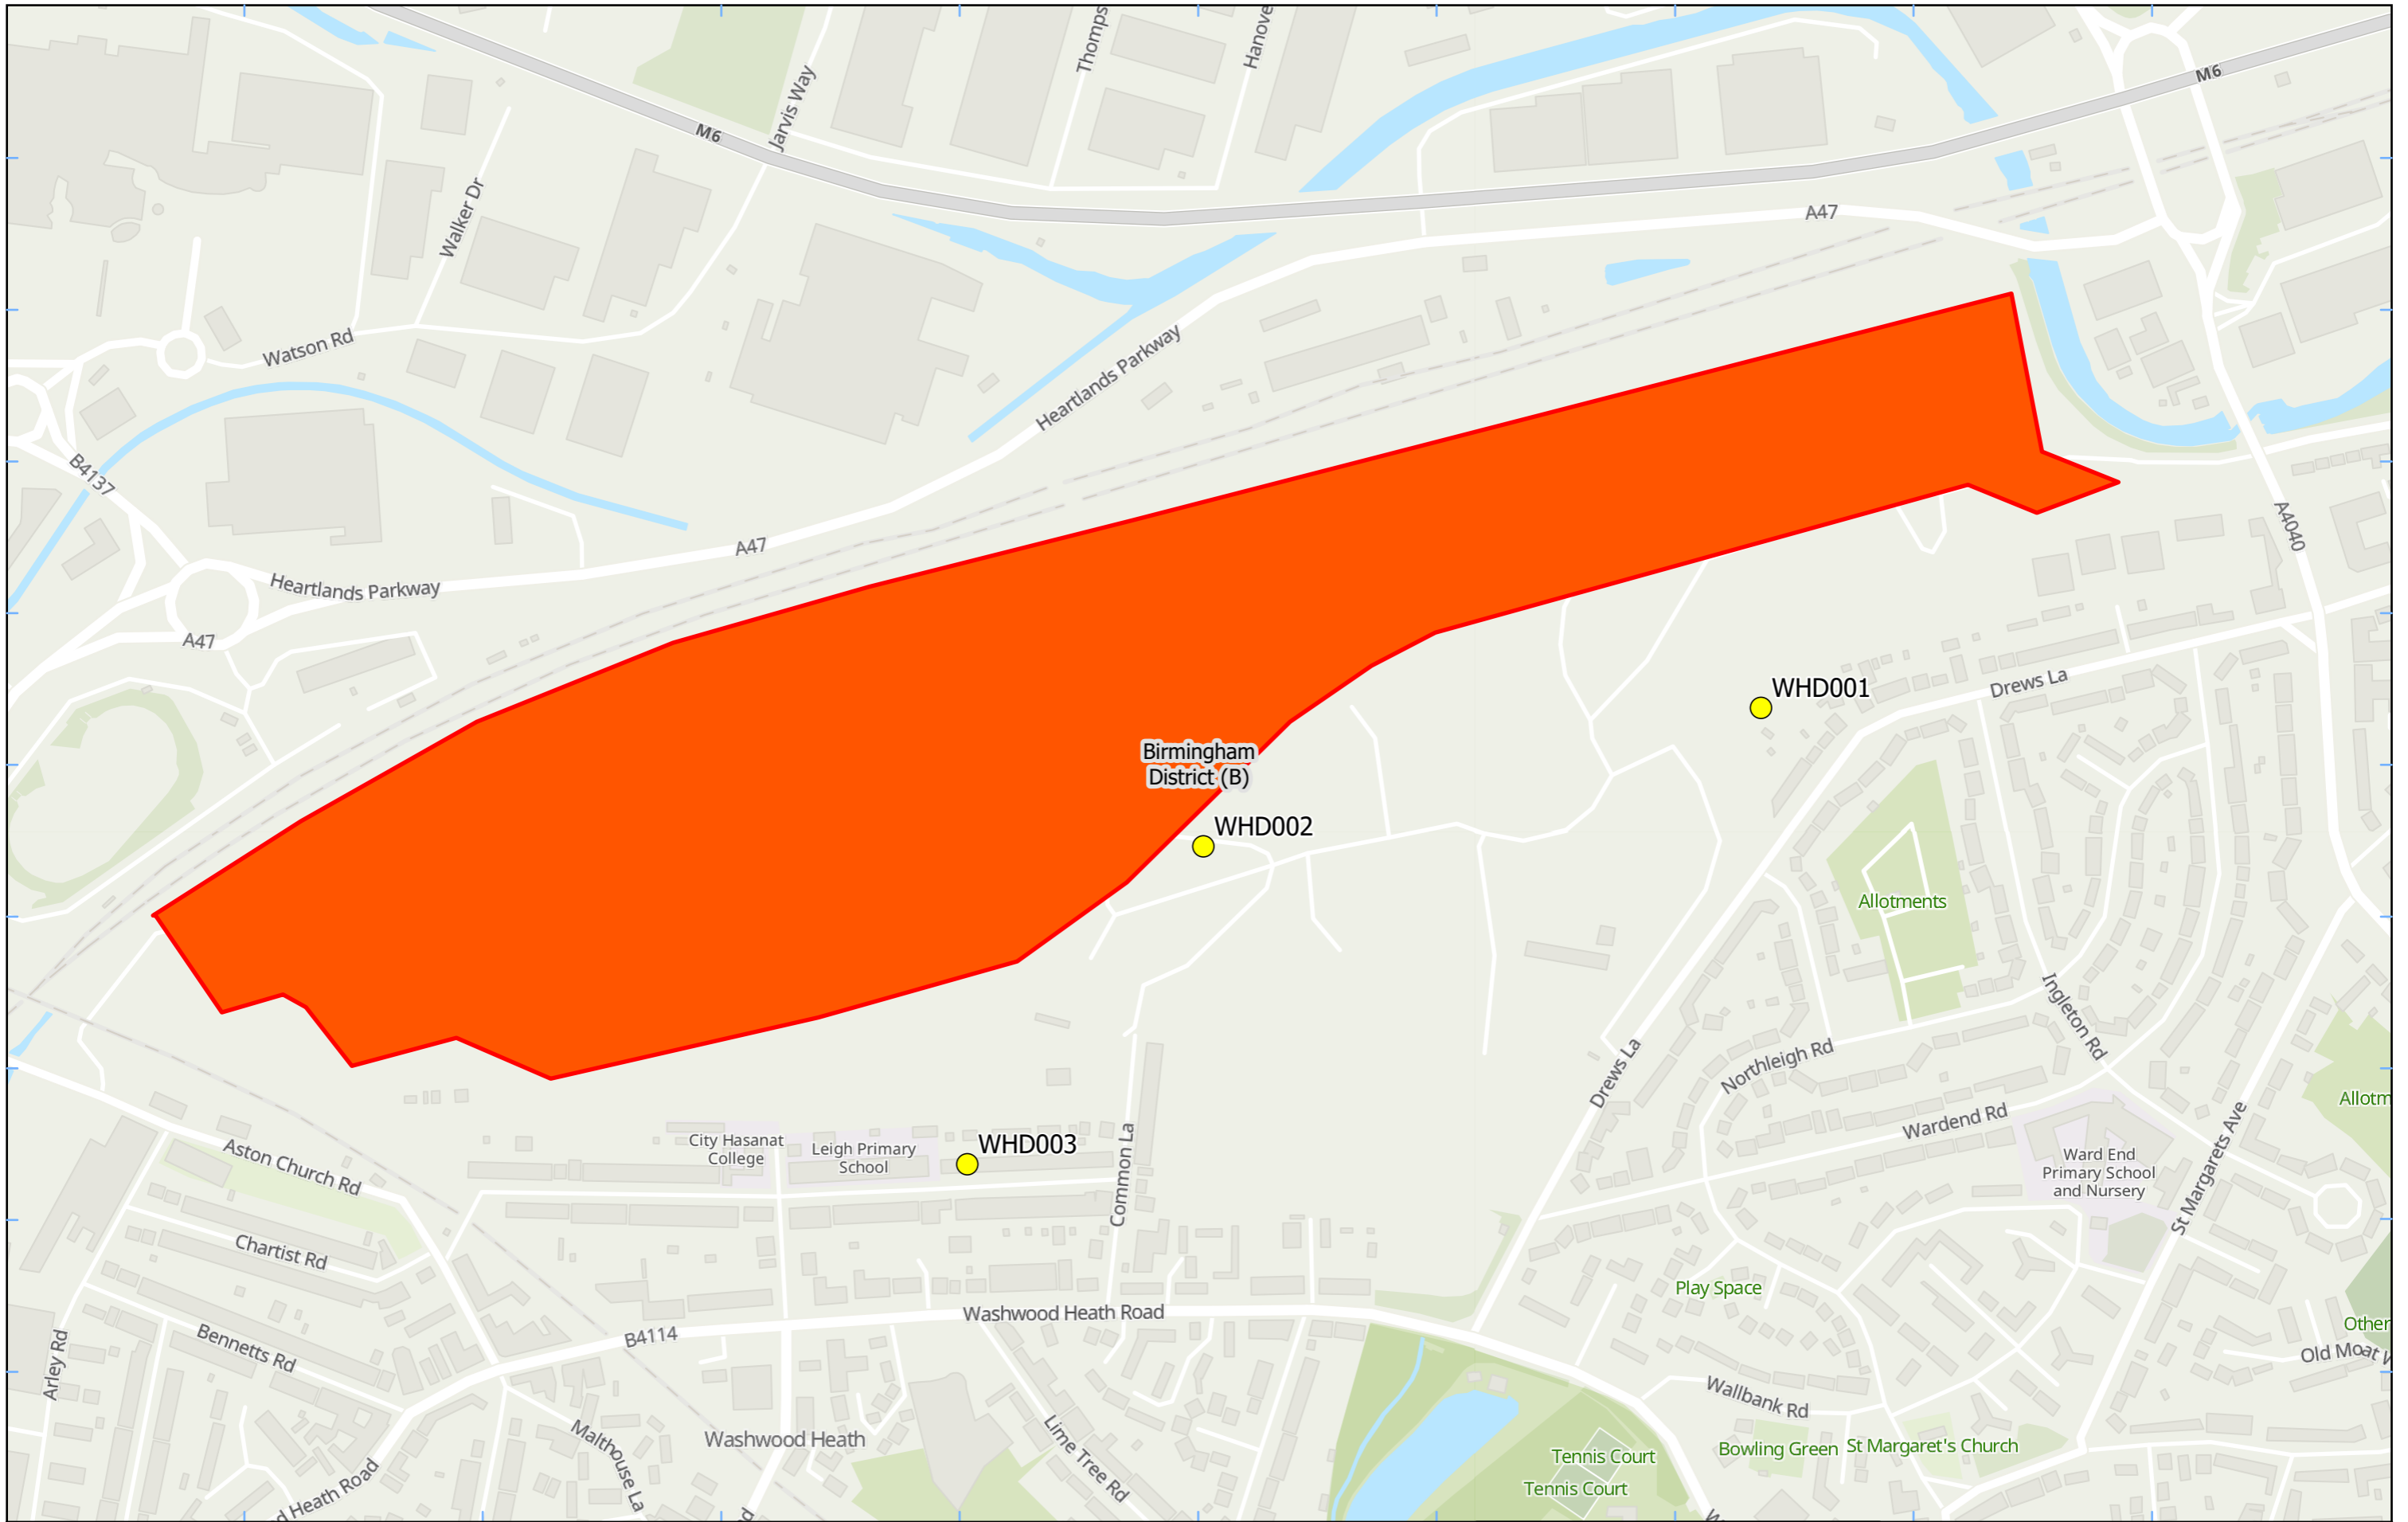 Thomps
Hanove
M6
Jarvis Way
M6
Walker Dr
A47
Watson Rd
Heartlands Parkway
B4137
A4040
A47
Heartlands Parkway
A47
WHD001
Drews La
Birmingham
District (B)
WHD002
Allotments
Ingleton Rd
Drews La
Northleigh Rd
Allotm
Wardend Rd
City Hasanat
College
Leigh Primary
School
WHD003
Common La
Ward End
Primary School
and Nursery
St Margarets Ave
Aston Church Rd
Chartist Rd
Play Space
Washwood Heath Road
B4114
Other
Bennetts Rd
Arley Rd
Old Moat W
Wallbank Rd
Malthouse La
Washwood Heath
Lime Tree Rd
Tennis Court
Tennis Court
Bowling Green
St Margaret's Church
d Heath Road
d
W